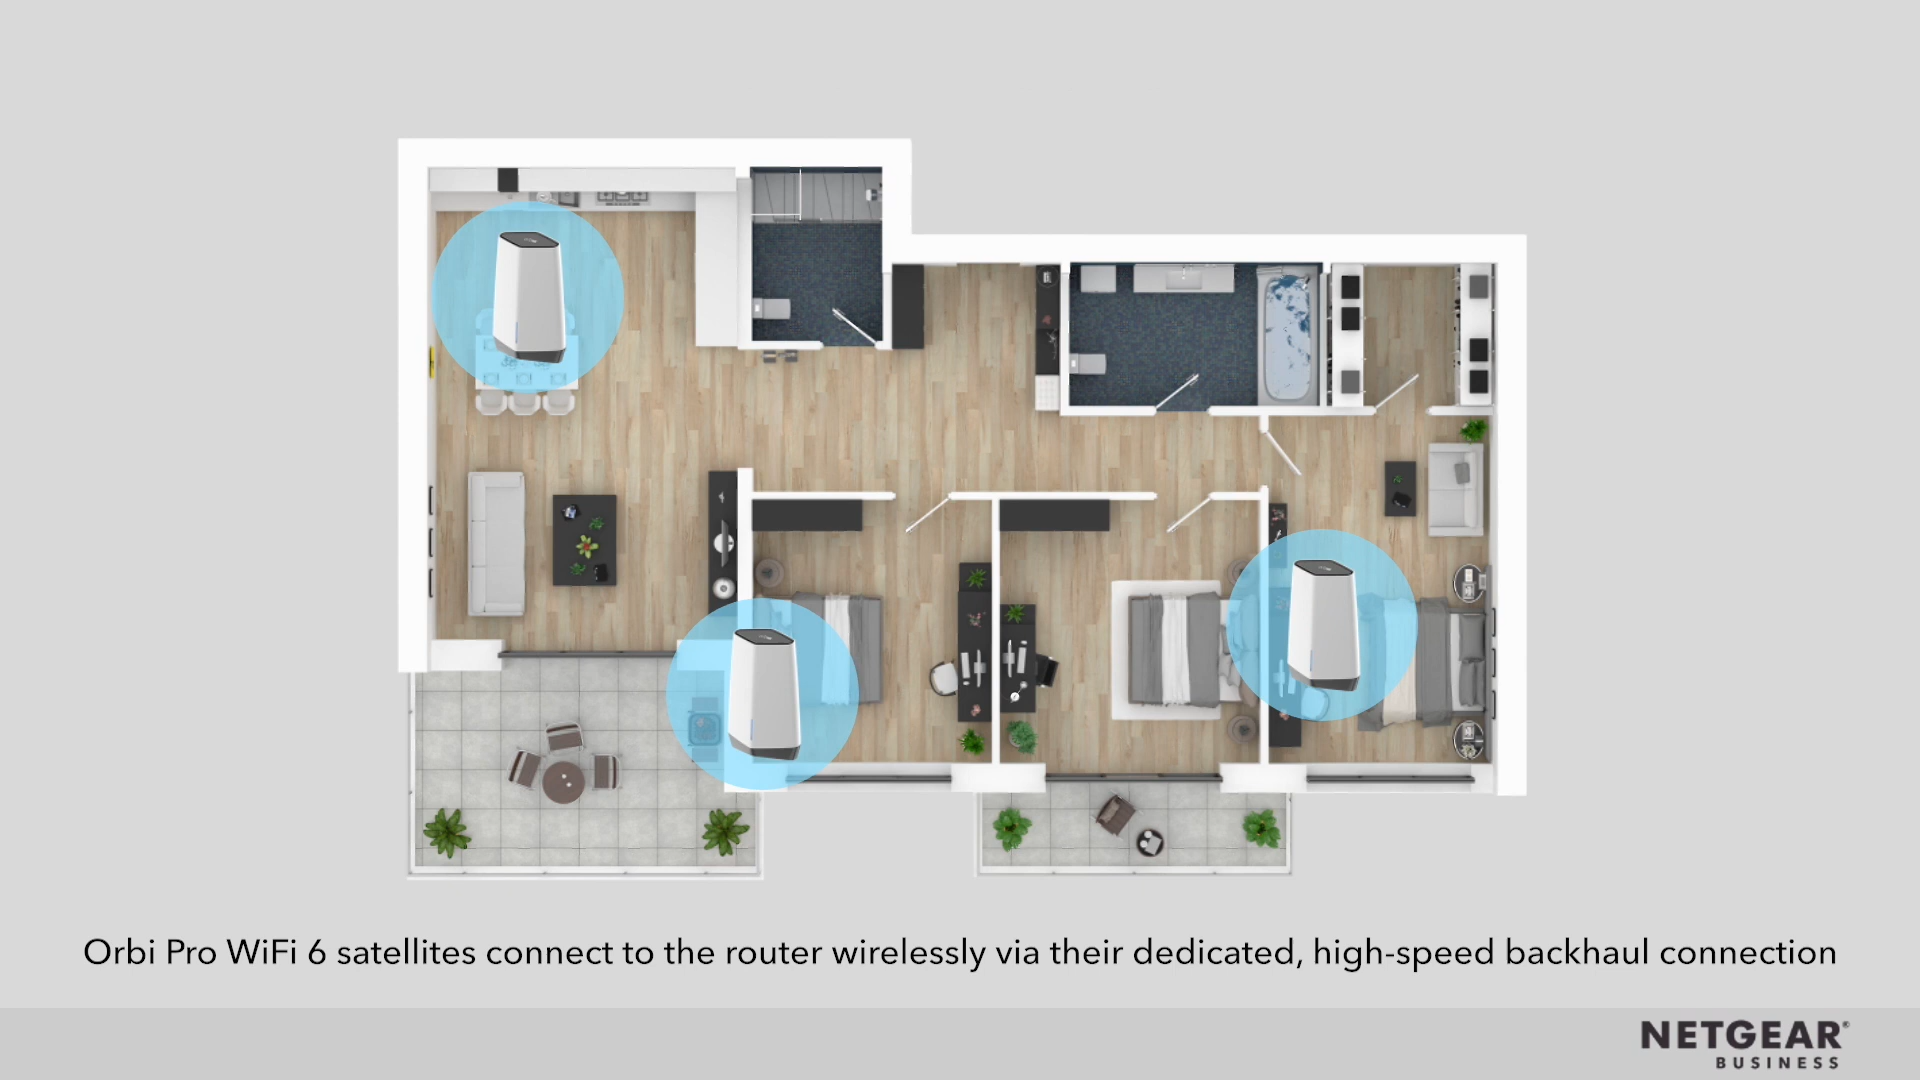 Orbi Pro WiFi 6 satellites connect to the router wirelessly via their dedicated, high-speed backhaul connection
NETGEAR®
BUSINESS